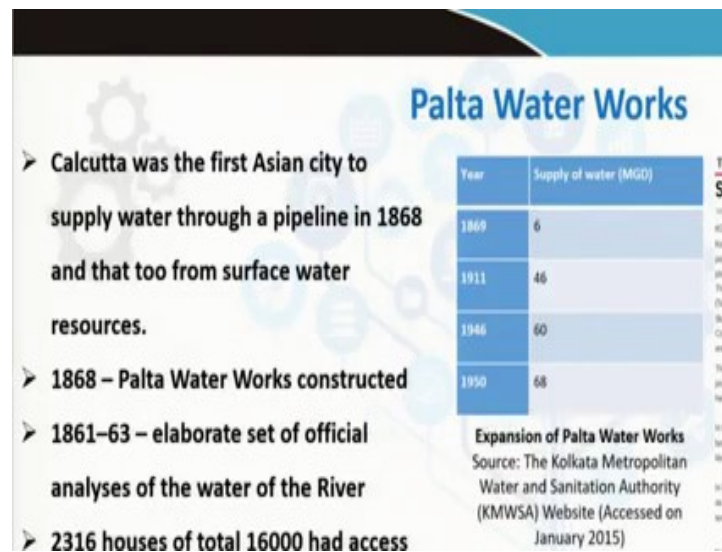 Palta Water Works
➤ Calcutta was the first Asian city to
supply water through a pipeline in 1868
and that too from surface water
resources.
➤ 1868 – Palta Water Works constructed
➤ 1861–63 – elaborate set of official
analyses of the water of the River
➤ 2316 houses of total 16000 had access
Year Supply of water (MGD)
1869 6
1911 46
1946 60
1950 68
Expansion of Palta Water Works
Source: The Kolkata Metropolitan
Water and Sanitation Authority
(KMWSA) Website (Accessed on
January 2015)